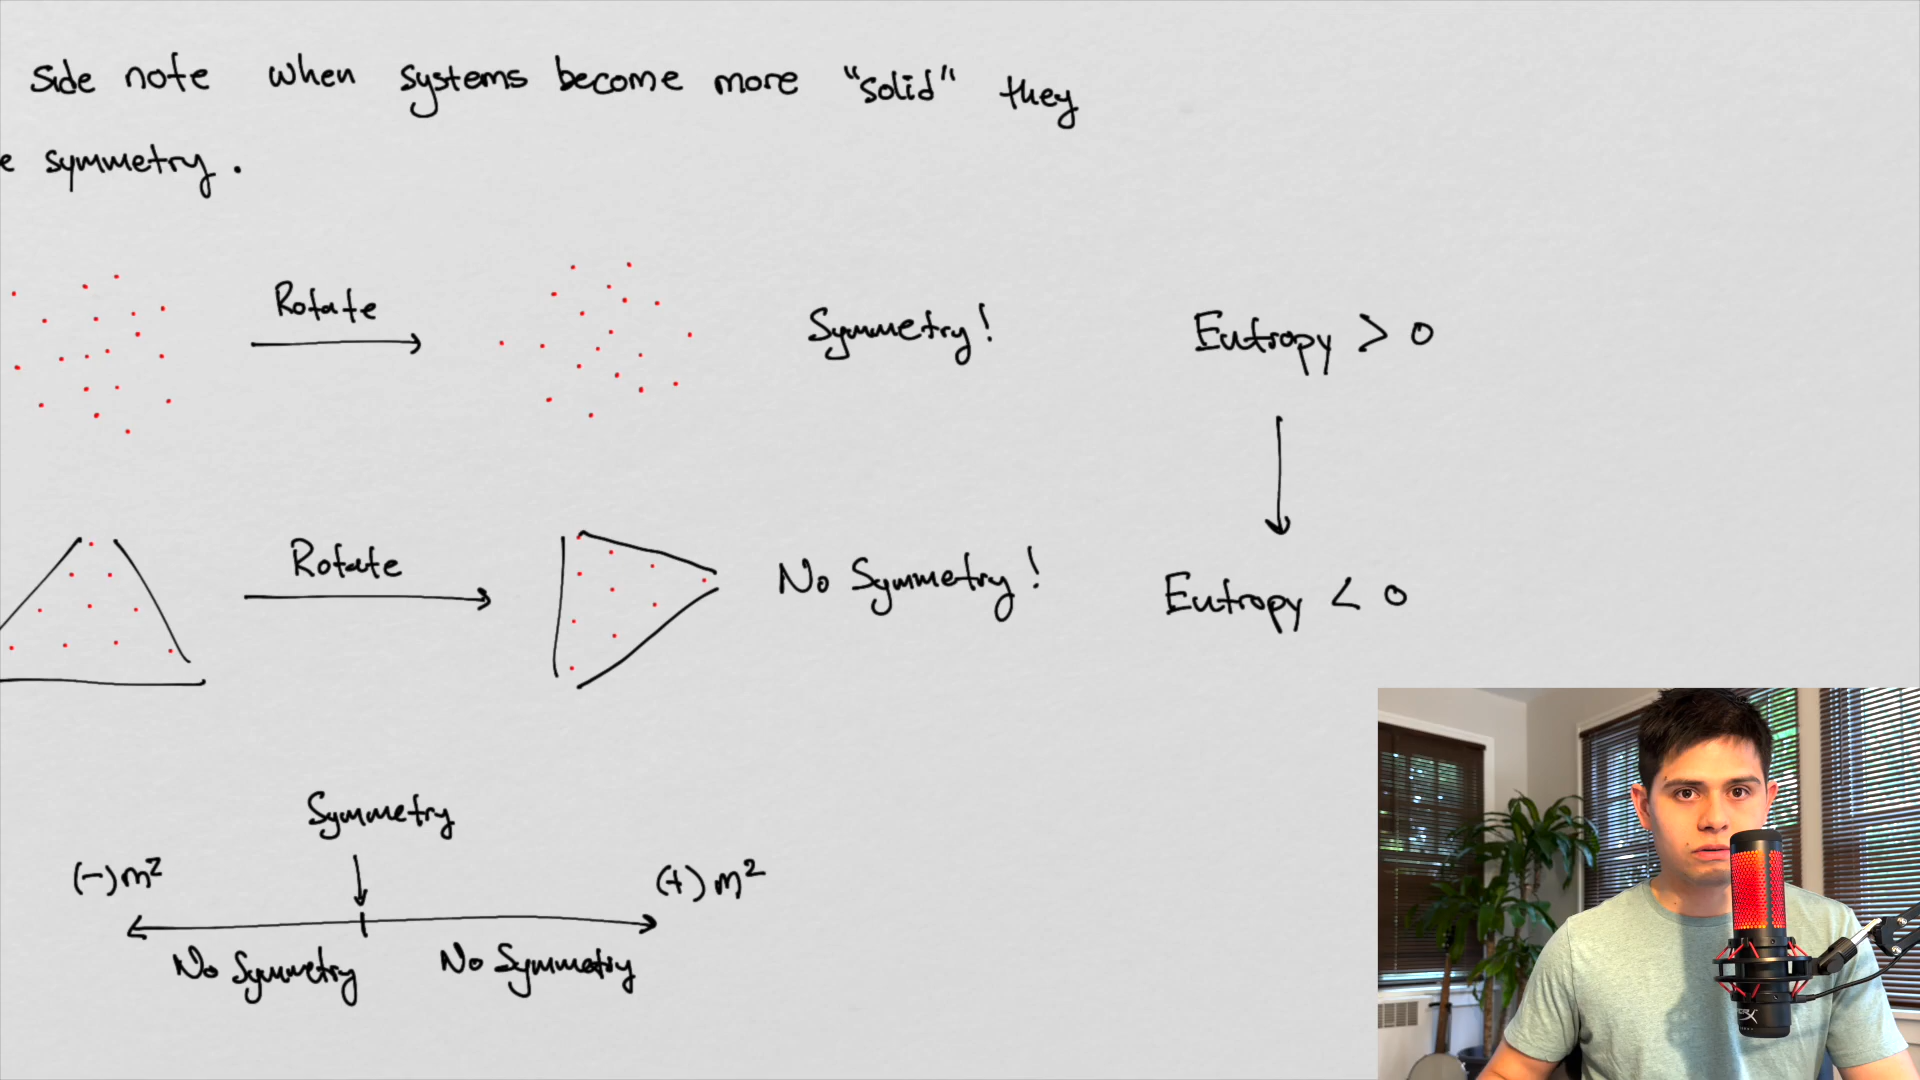 Side note when systems become more "solid" they
e symmetry.
Rotate
Symmetry!
Entropy > 0
Rotate
No Symmetry!
Entropy < 0
Symmetry
(-)m²
(+)m²
No Symmetry
No Symmetry